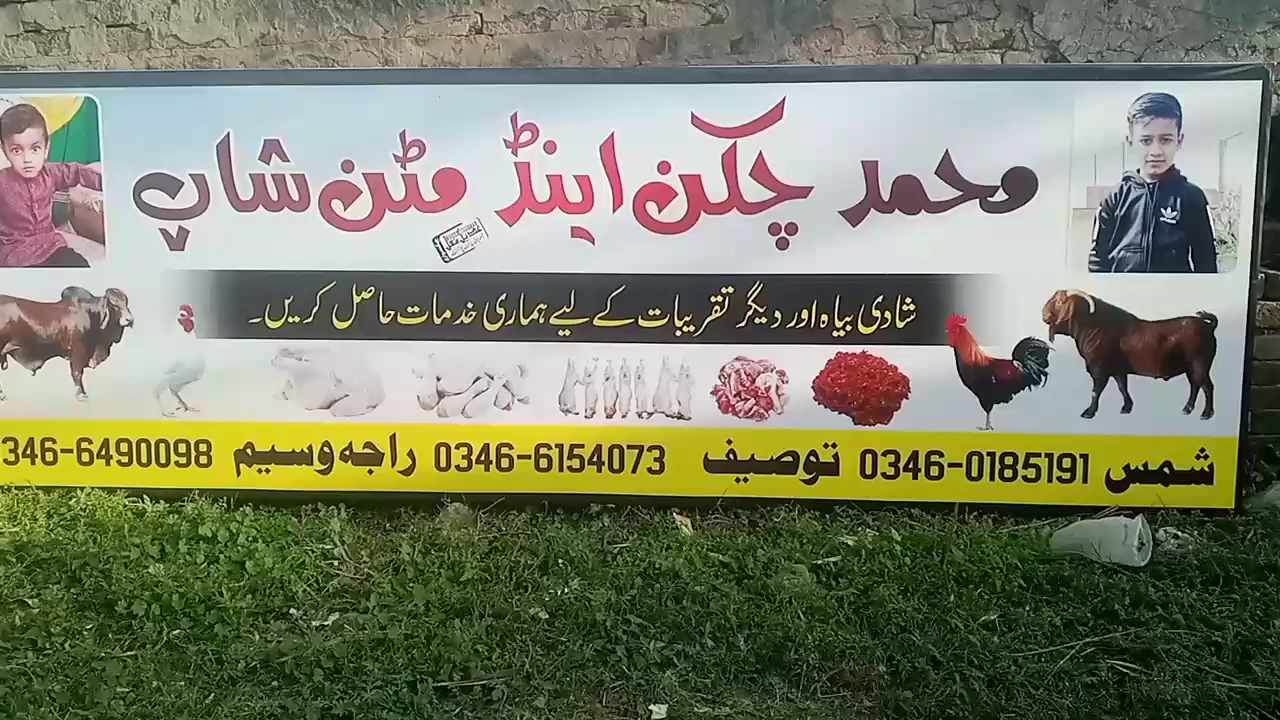 محمد چکن اینڈ مٹن شاپ
شادی بیاہ اور دیگر تقریبات کے لیے ہماری خدمات حاصل کریں۔
شمس 0346-0185191 توصیف 0346-6154073 راجہ وسیم 346-6490098